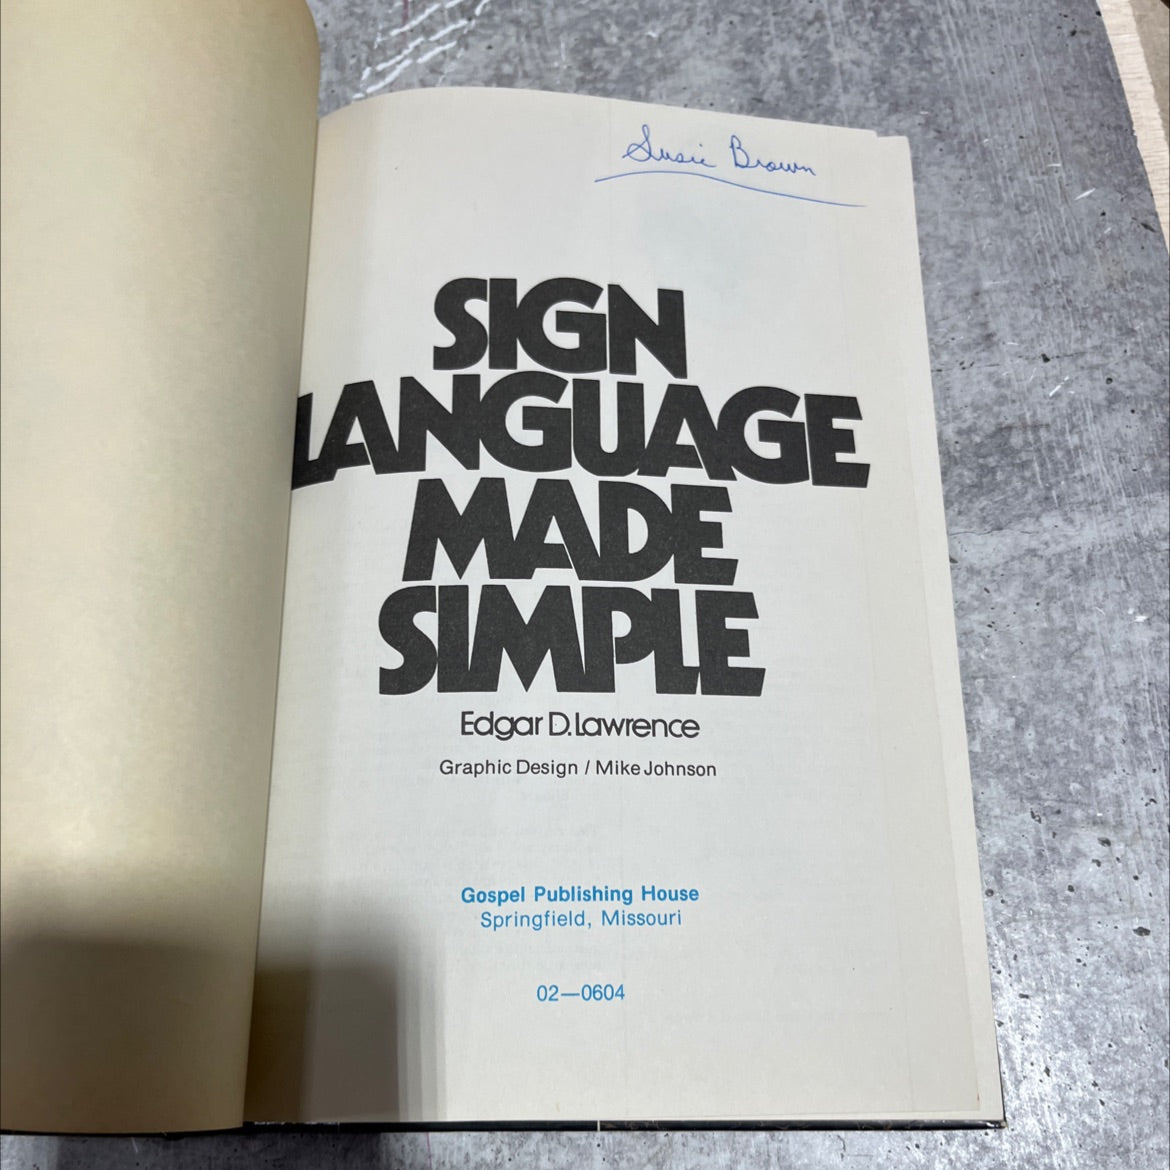 Susie Brown
SIGN
LANGUAGE
MADE
SIMPLE
Edgar D. Lawrence
Graphic Design / Mike Johnson
Gospel Publishing House
Springfield, Missouri
02—0604